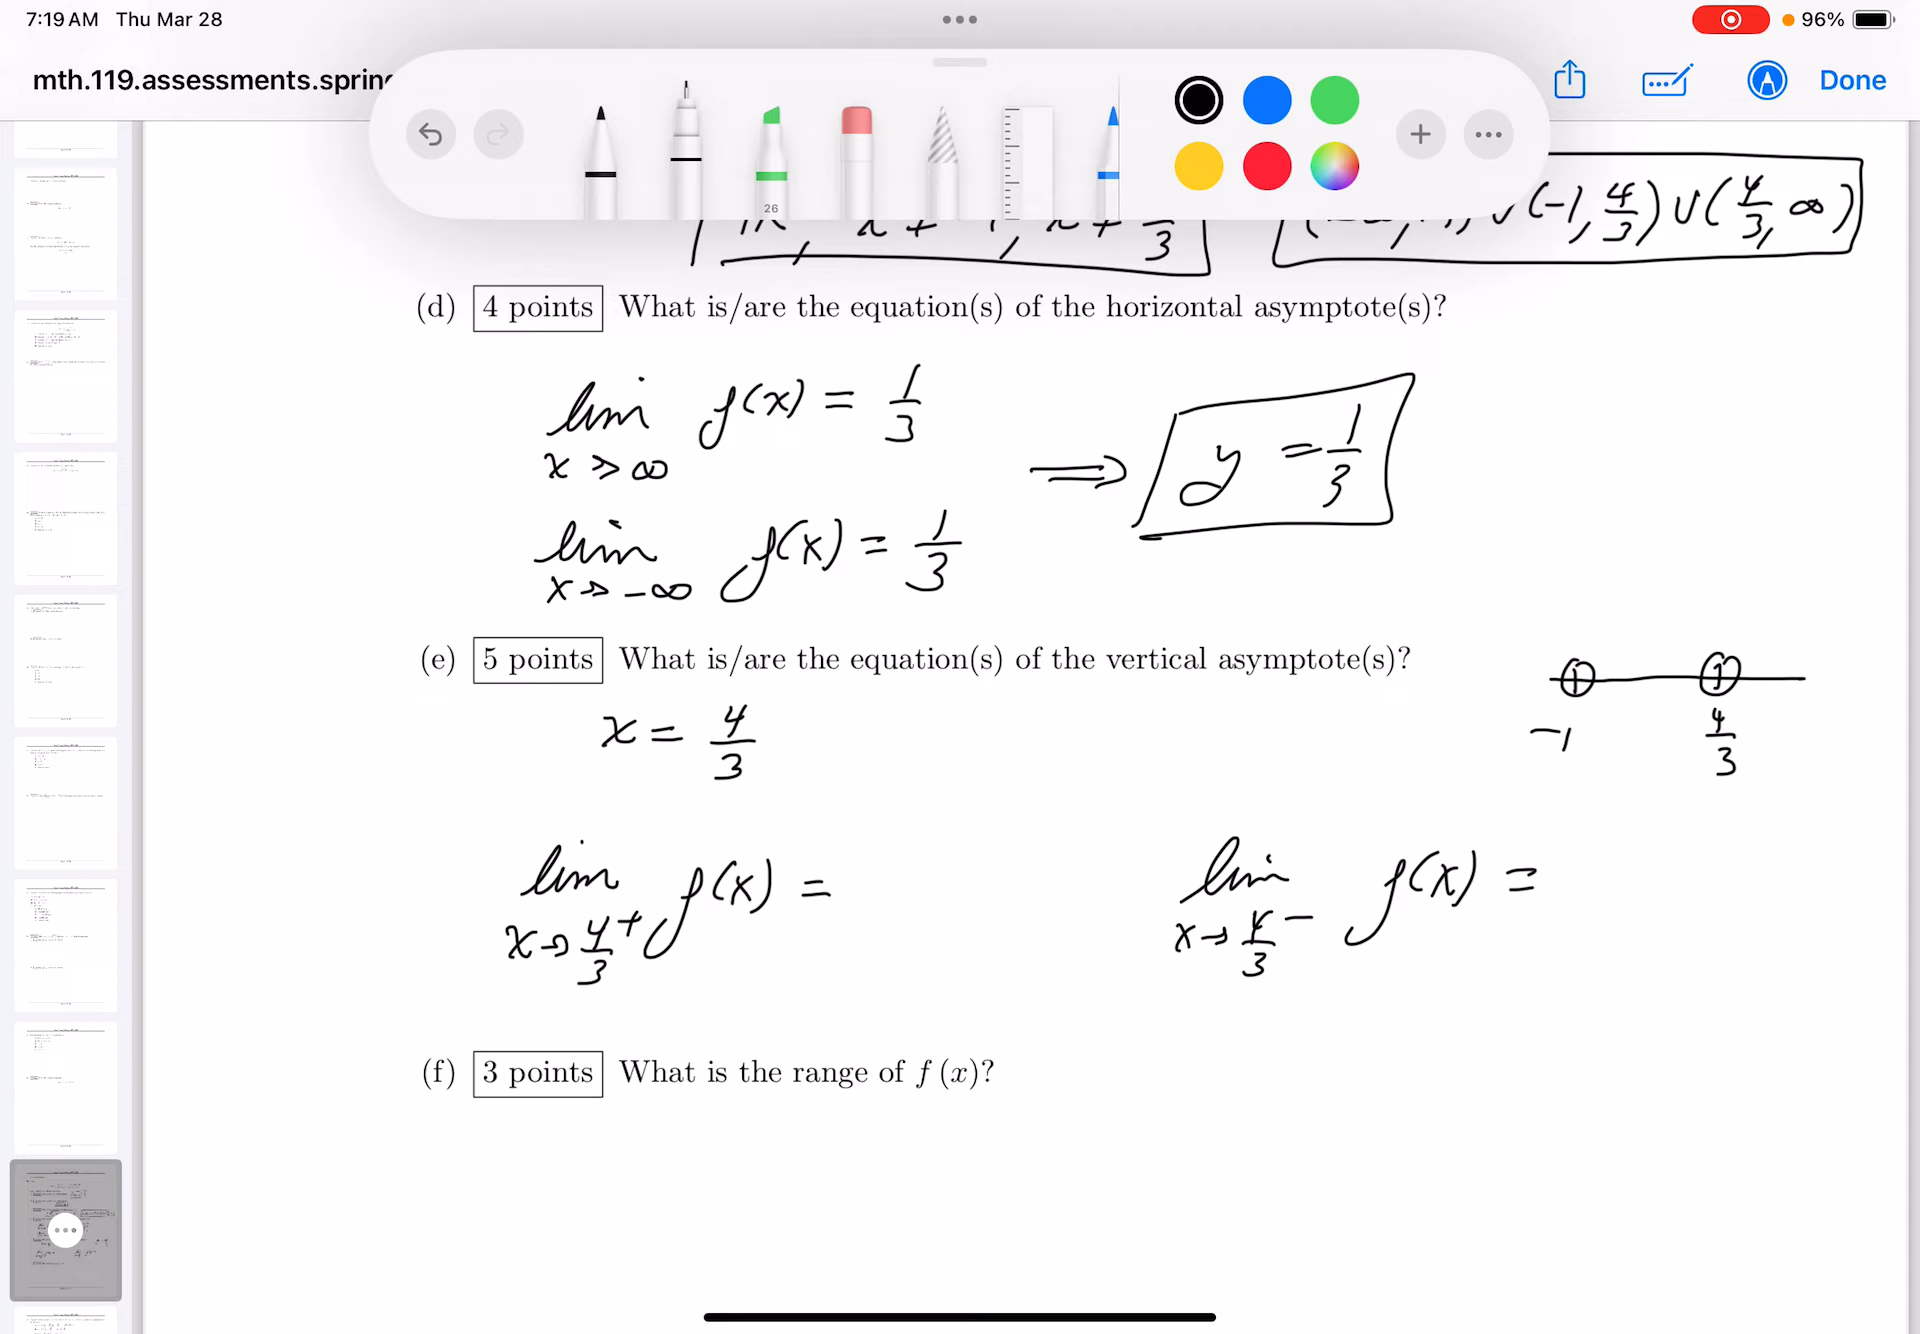 7:19 AM Thu Mar 28
96%
mth.119.assessments.sprin
Done
26
(-1, 4/3) ∪ (4/3, ∞)
(d) 4 points What is/are the equation(s) of the horizontal asymptote(s)?
lim x→∞ f(x) = 1/3
⟹ y = 1/3
lim x→-∞ f(x) = 1/3
(e) 5 points What is/are the equation(s) of the vertical asymptote(s)?
x = 4/3
-1 4/3
lim x→4/3+ f(x) =
lim x→4/3- f(x) =
(f) 3 points What is the range of f (x)?